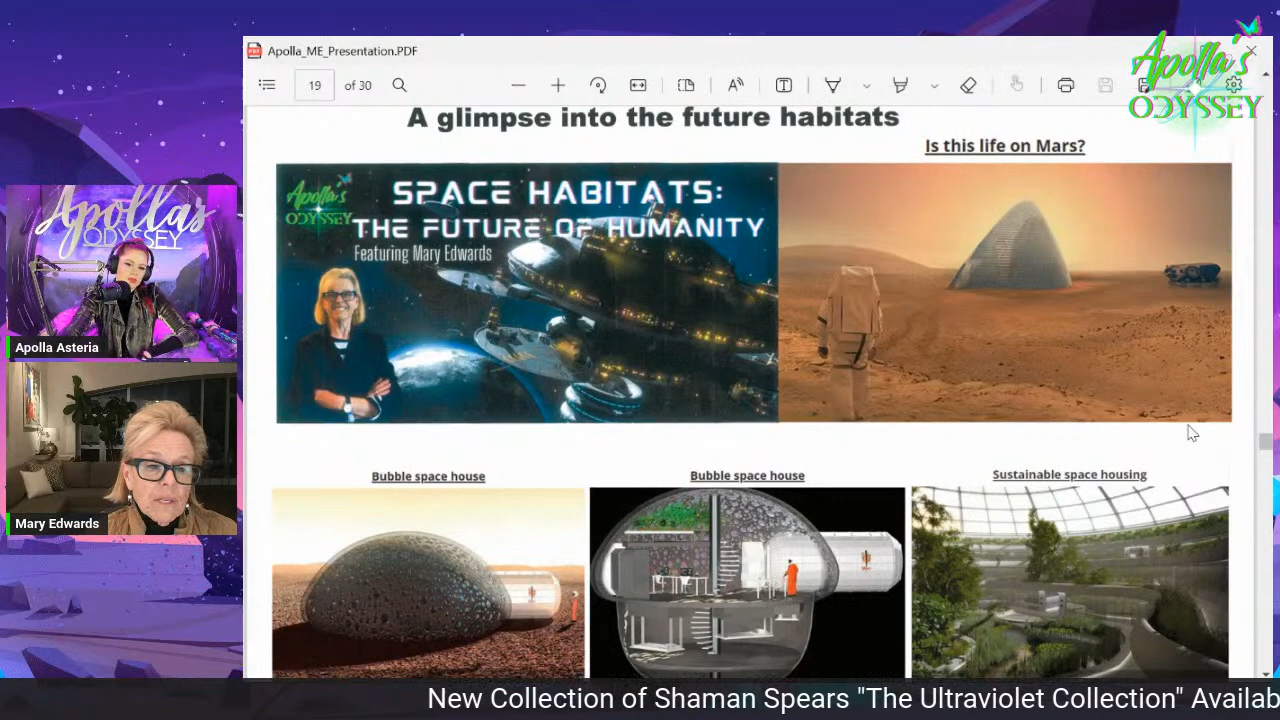 Apolla_ME_Presentation.PDF
19 of 30
Apolla's
ODYSSEY
A glimpse into the future habitats
Is this life on Mars?
Apolla's
ODYSSEY
SPACE HABITATS:
THE FUTURE OF HUMANITY
Featuring Mary Edwards
Apollas
ODYSSEY
Apolla Asteria
Mary Edwards
Bubble space house
Bubble space house
Sustainable space housing
New Collection of Shaman Spears "The Ultraviolet Collection" Availab